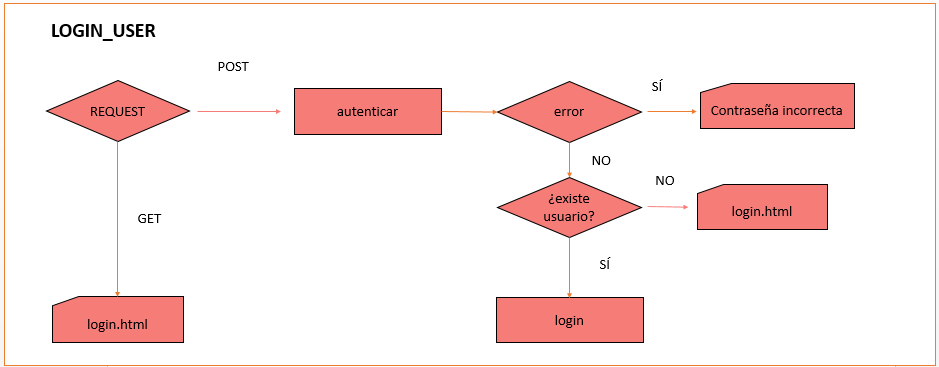 LOGIN_USER
POST
REQUEST
autenticar
error
SÍ
Contraseña incorrecta
NO
¿existe
usuario?
NO
login.html
GET
SÍ
login.html
login